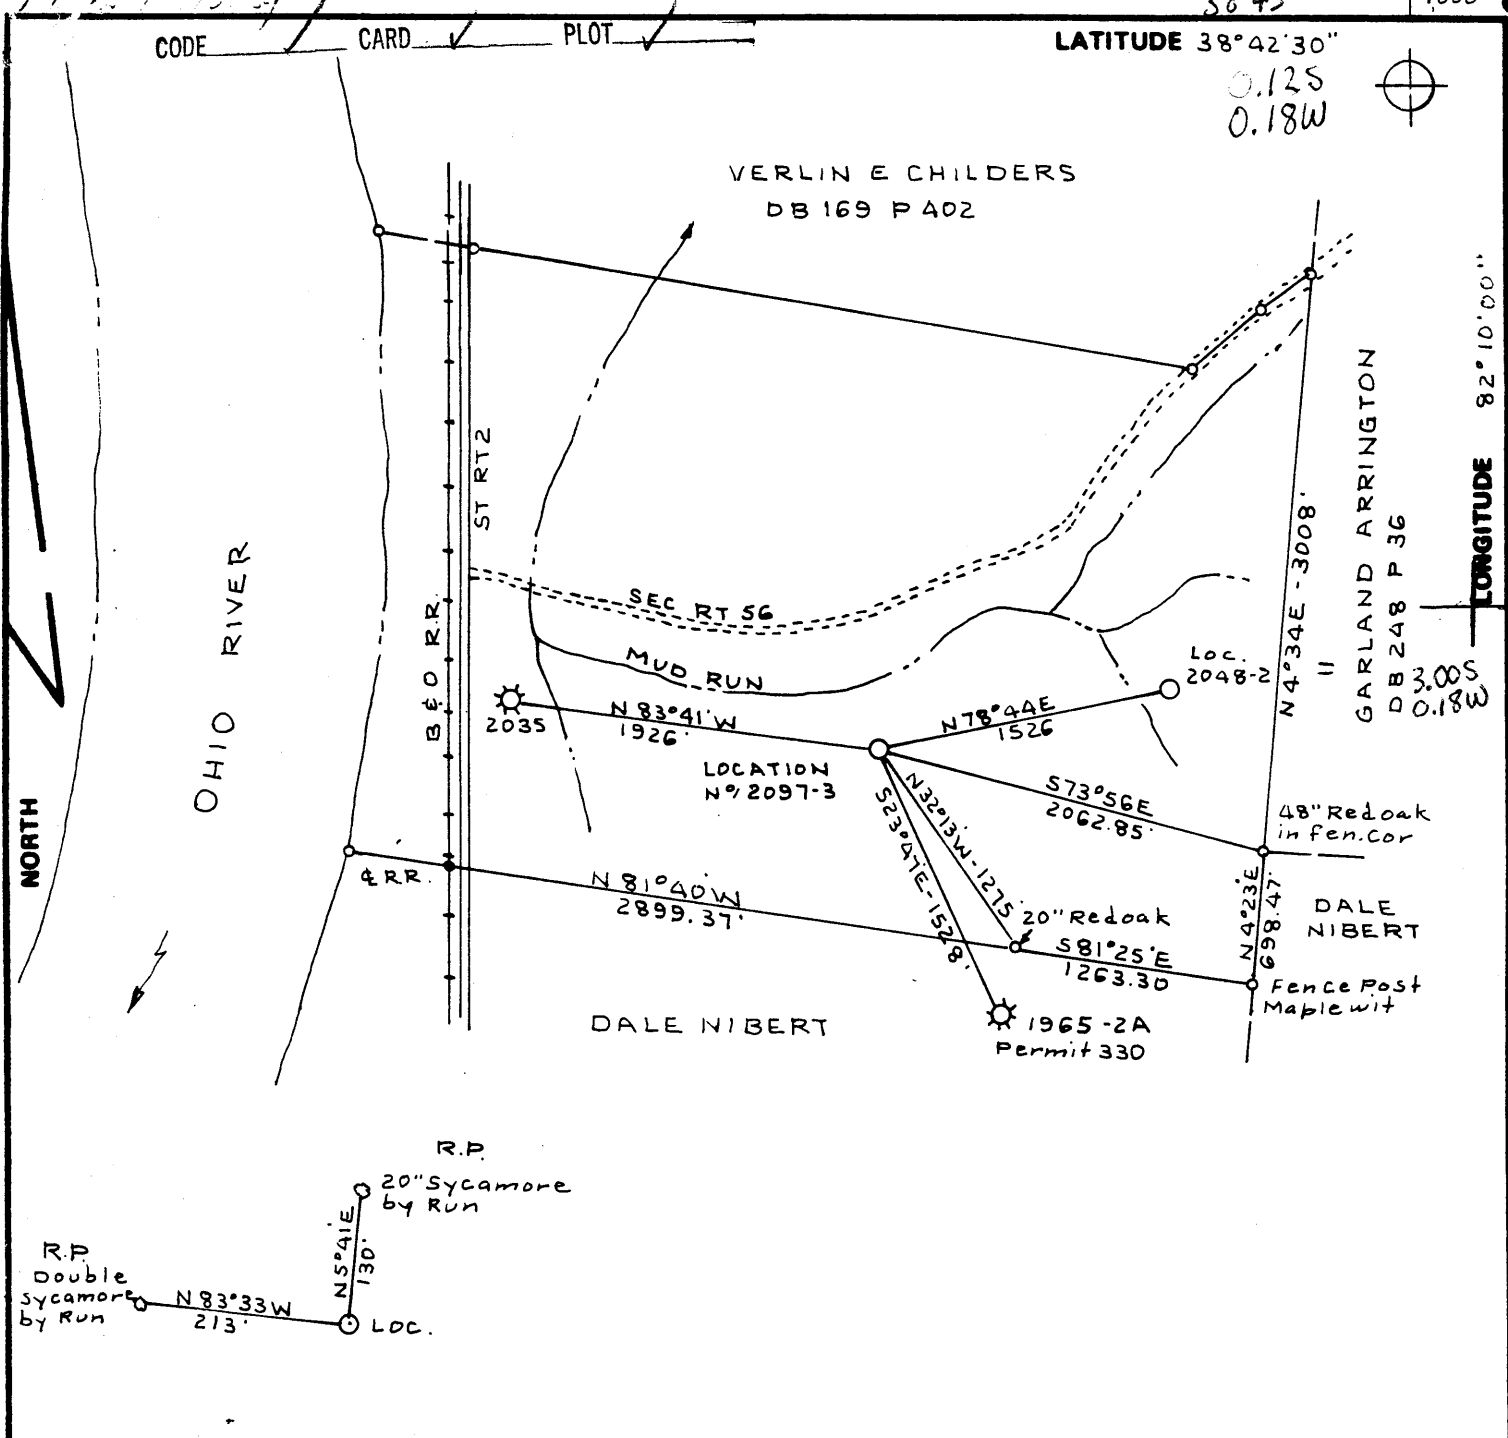 CODE CARD PLOT
LATITUDE 38°42'30"
0.12S
0.18W
VERLIN E CHILDERS
DB 169 P 402
LONGITUDE 82°10'00"
ST RT 2
B & O R.R.
OHIO RIVER
NORTH
SEC RT 56
MUD RUN
N4°34E - 3008'
GARLAND ARRINGTON
DB 248 P 36
3.00S
0.18W
LOC.
2048-2
2035
N 83°41'W
1926'
N78°44E
1526
LOCATION
Nº 2097-3
S73°56E
2062.85'
N32°13'W-1275'
S23°47'E-1528'
48" Redoak
in fen.cor
℄ R.R.
N 81°40'W
2899.37'
20" Redoak
S81°25'E
1263.30
N4°23'E
698.47'
DALE
NIBERT
Fence Post
Maple wit
DALE NIBERT
1965-2A
Permit 330
R.P.
20" Sycamore
by Run
N5°41'E
130'
R.P.
Double
sycamore
by Run
N83°33W
213'
LOC.